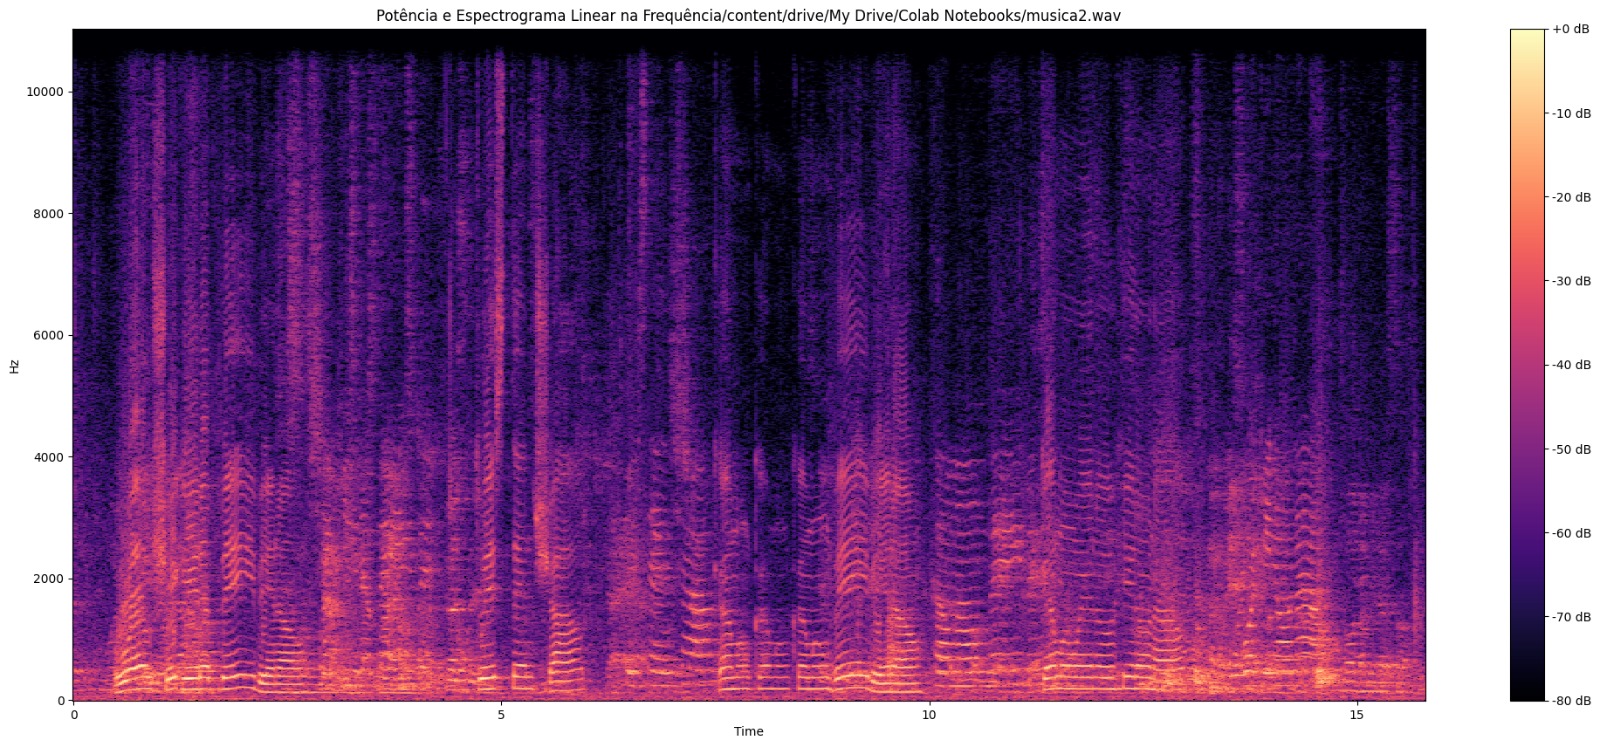 Potência e Espectrograma Linear na Frequência/content/drive/My Drive/Colab Notebooks/musica2.wav
Hz
10000
8000
6000
4000
2000
0
0
5
10
15
Time
+0 dB
-10 dB
-20 dB
-30 dB
-40 dB
-50 dB
-60 dB
-70 dB
-80 dB